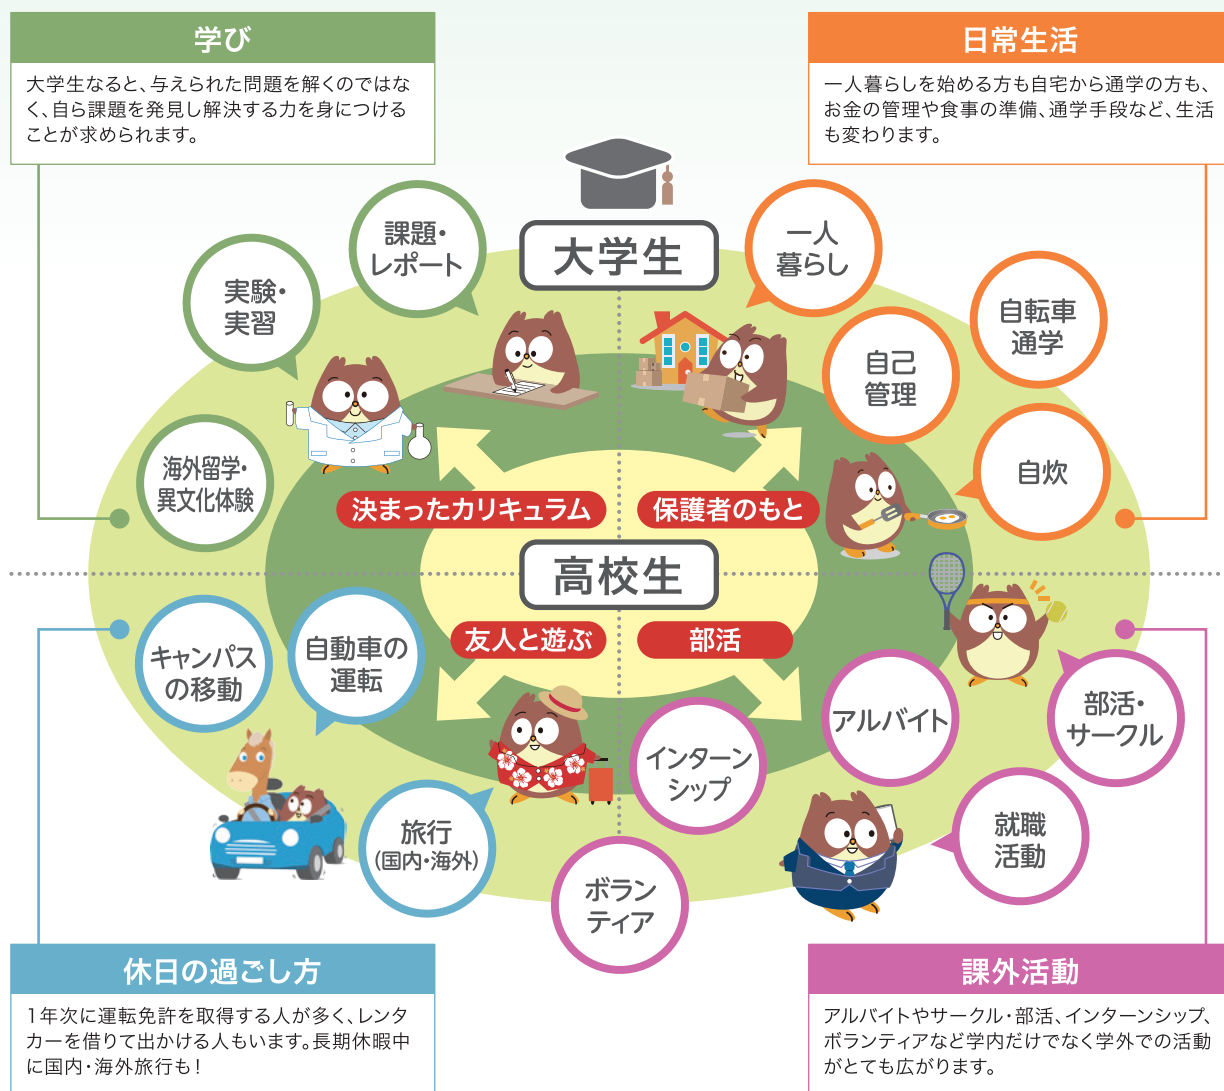 学び
大学生なると、与えられた問題を解くのではな
く、自ら課題を発見し解決する力を身につける
ことが求められます。
日常生活
一人暮らしを始める方も自宅から通学の方も、
お金の管理や食事の準備、通学手段など、生活
も変わります。
大学生
課題・
レポート
実験・
実習
海外留学・
異文化体験
一人
暮らし
自己
管理
自転車
通学
自炊
決まったカリキュラム
保護者のもと
高校生
友人と遊ぶ
部活
キャンパス
の移動
自動車の
運転
旅行
(国内・海外)
インターン
シップ
ボラン
ティア
アルバイト
部活・
サークル
就職
活動
休日の過ごし方
1年次に運転免許を取得する人が多く、レンタ
カーを借りて出かける人もいます。長期休暇中
に国内・海外旅行も!
課外活動
アルバイトやサークル・部活、インターンシップ、
ボランティアなど学内だけでなく学外での活動
がとても広がります。